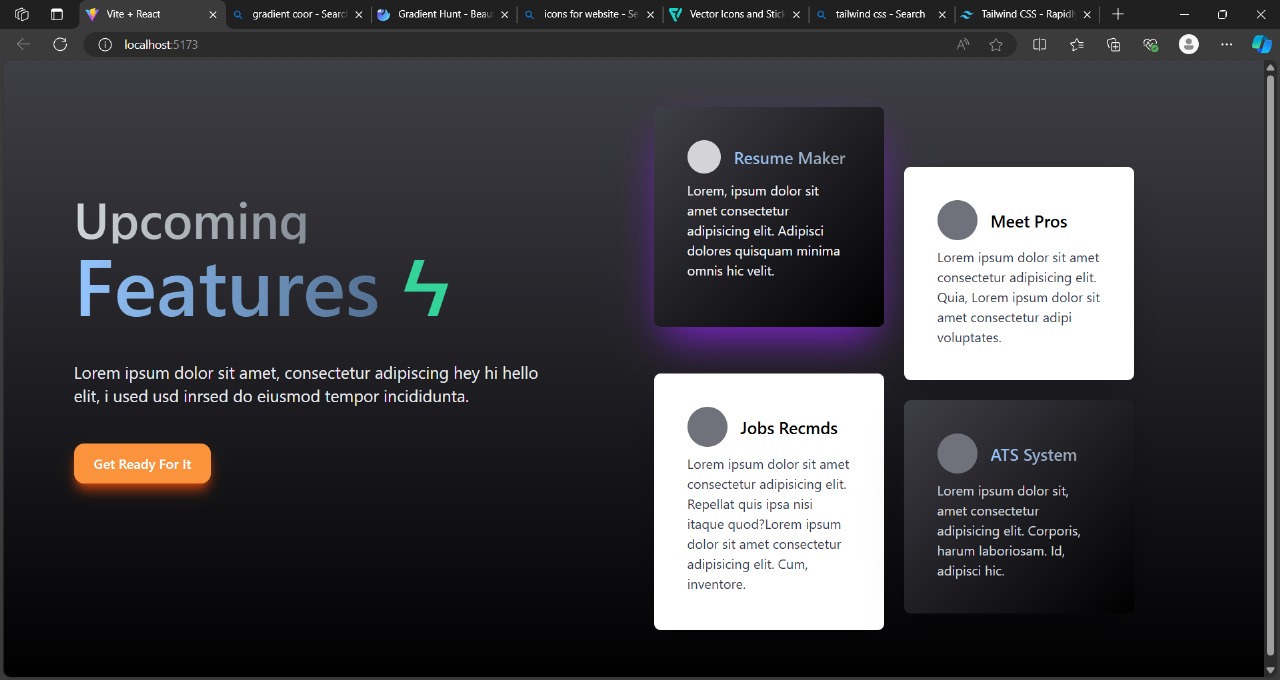 Vite + React
gradient coor - Searc
Gradient Hunt - Beau
icons for website - Se
Vector Icons and Stic
tailwind css - Search
Tailwind CSS - Rapidl
localhost:5173
Upcoming
Features
Lorem ipsum dolor sit amet, consectetur adipiscing hey hi hello
elit, i used usd inrsed do eiusmod tempor incididunta.
Get Ready For It
Resume Maker
Lorem, ipsum dolor sit
amet consectetur
adipisicing elit. Adipisci
dolores quisquam minima
omnis hic velit.
Meet Pros
Lorem ipsum dolor sit amet
consectetur adipisicing elit.
Quia, Lorem ipsum dolor sit
amet consectetur adipi
voluptates.
Jobs Recmds
Lorem ipsum dolor sit amet
consectetur adipisicing elit.
Repellat quis ipsa nisi
itaque quod?Lorem ipsum
dolor sit amet consectetur
adipisicing elit. Cum,
inventore.
ATS System
Lorem ipsum dolor sit,
amet consectetur
adipisicing elit. Corporis,
harum laboriosam. Id,
adipisci hic.